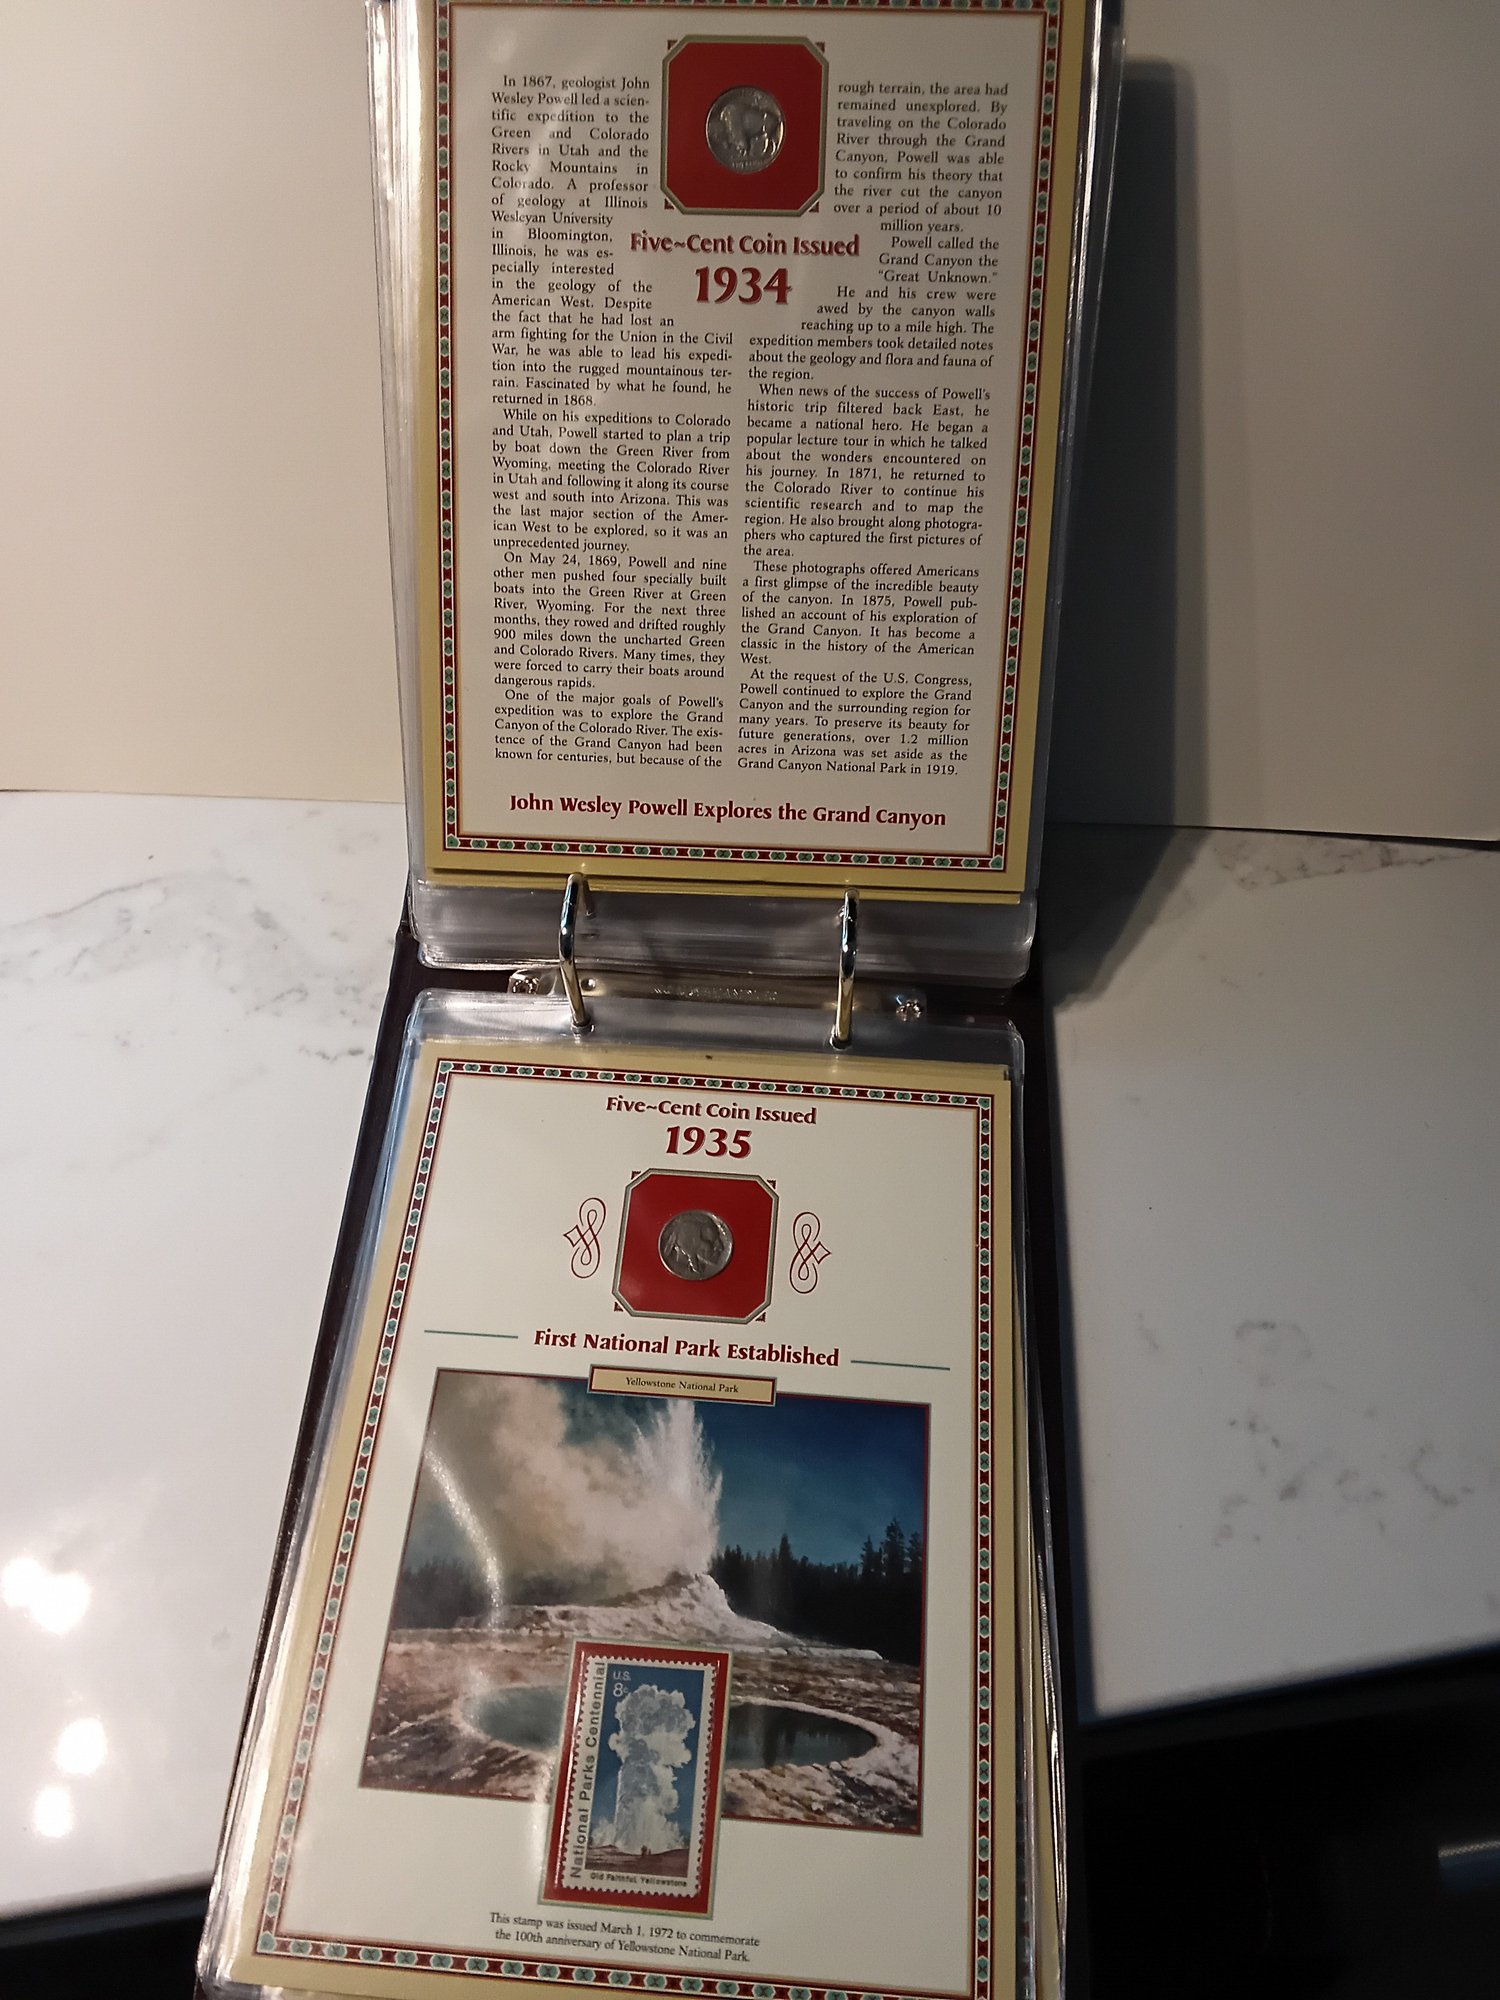 In 1867, geologist John
Wesley Powell led a scien-
tific expedition to the
Green and Colorado
Rivers in Utah and the
Rocky Mountains in
Colorado. A professor
of geology at Illinois
Wesleyan University
in Bloomington,
Illinois, he was es-
pecially interested
in the geology of the
American West. Despite
the fact that he had lost an
arm fighting for the Union in the Civil
War, he was able to lead his expedi-
tion into the rugged mountainous ter-
rain. Fascinated by what he found, he
returned in 1868.
While on his expeditions to Colorado
and Utah, Powell started to plan a trip
by boat down the Green River from
Wyoming, meeting the Colorado River
in Utah and following it along its course
west and south into Arizona. This was
the last major section of the Amer-
ican West to be explored, so it was an
unprecedented journey.
On May 24, 1869, Powell and nine
other men pushed four specially built
boats into the Green River at Green
River, Wyoming. For the next three
months, they rowed and drifted roughly
900 miles down the uncharted Green
and Colorado Rivers. Many times, they
were forced to carry their boats around
dangerous rapids.
One of the major goals of Powell's
expedition was to explore the Grand
Canyon of the Colorado River. The exis-
tence of the Grand Canyon had been
known for centuries, but because of the
Five~Cent Coin Issued
1934
rough terrain, the area had
remained unexplored. By
traveling on the Colorado
River through the Grand
Canyon, Powell was able
to confirm his theory that
the river cut the canyon
over a period of about 10
million years.
Powell called the
Grand Canyon the
"Great Unknown."
He and his crew were
awed by the canyon walls
reaching up to a mile high. The
expedition members took detailed notes
about the geology and flora and fauna of
the region.
When news of the success of Powell's
historic trip filtered back East, he
became a national hero. He began a
popular lecture tour in which he talked
about the wonders encountered on
his journey. In 1871, he returned to
the Colorado River to continue his
scientific research and to map the
region. He also brought along photogra-
phers who captured the first pictures of
the area.
These photographs offered Americans
a first glimpse of the incredible beauty
of the canyon. In 1875, Powell pub-
lished an account of his exploration of
the Grand Canyon. It has become a
classic in the history of the American
West.
At the request of the U.S. Congress,
Powell continued to explore the Grand
Canyon and the surrounding region for
many years. To preserve its beauty for
future generations, over 1.2 million
acres in Arizona was set aside as the
Grand Canyon National Park in 1919.
John Wesley Powell Explores the Grand Canyon
Five~Cent Coin Issued
1935
First National Park Established
Yellowstone National Park
U.S.
8c
National Parks Centennial
Old Faithful, Yellowstone
This stamp was issued March 1, 1972 to commemorate
the 100th anniversary of Yellowstone National Park.